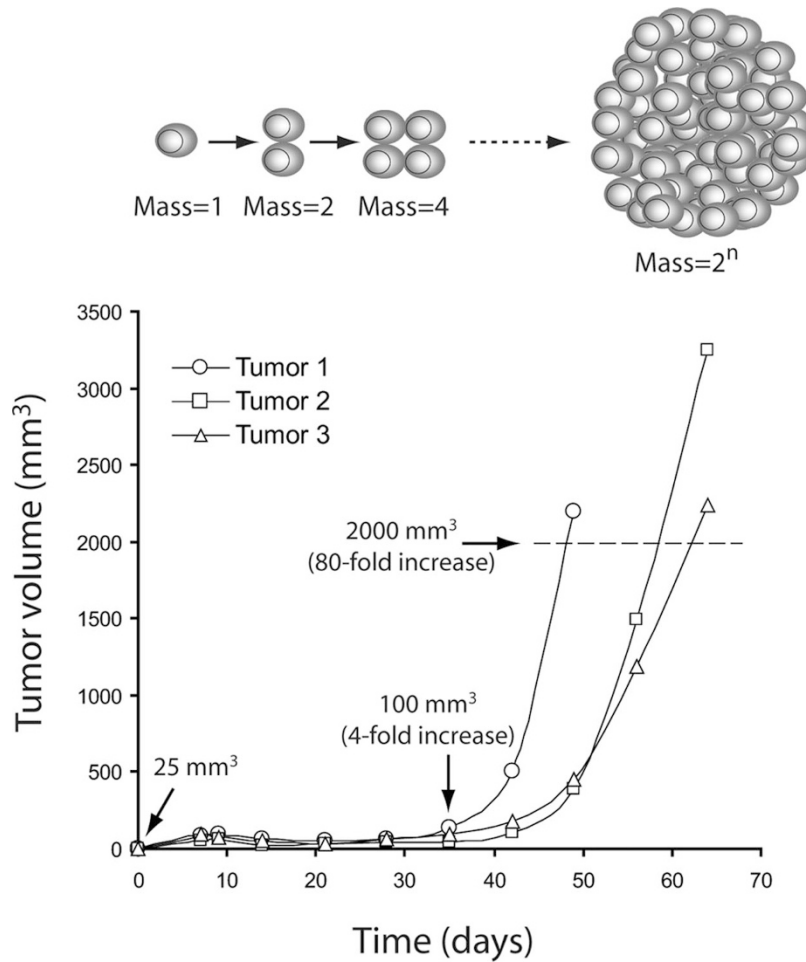 Mass=1
Mass=2
Mass=4
Mass=2ⁿ
3500
3000
2500
2000
1500
1000
500
0
Tumor volume (mm³)
Tumor 1
Tumor 2
Tumor 3
2000 mm³
(80-fold increase)
100 mm³
(4-fold increase)
25 mm³
0 10 20 30 40 50 60 70
Time (days)